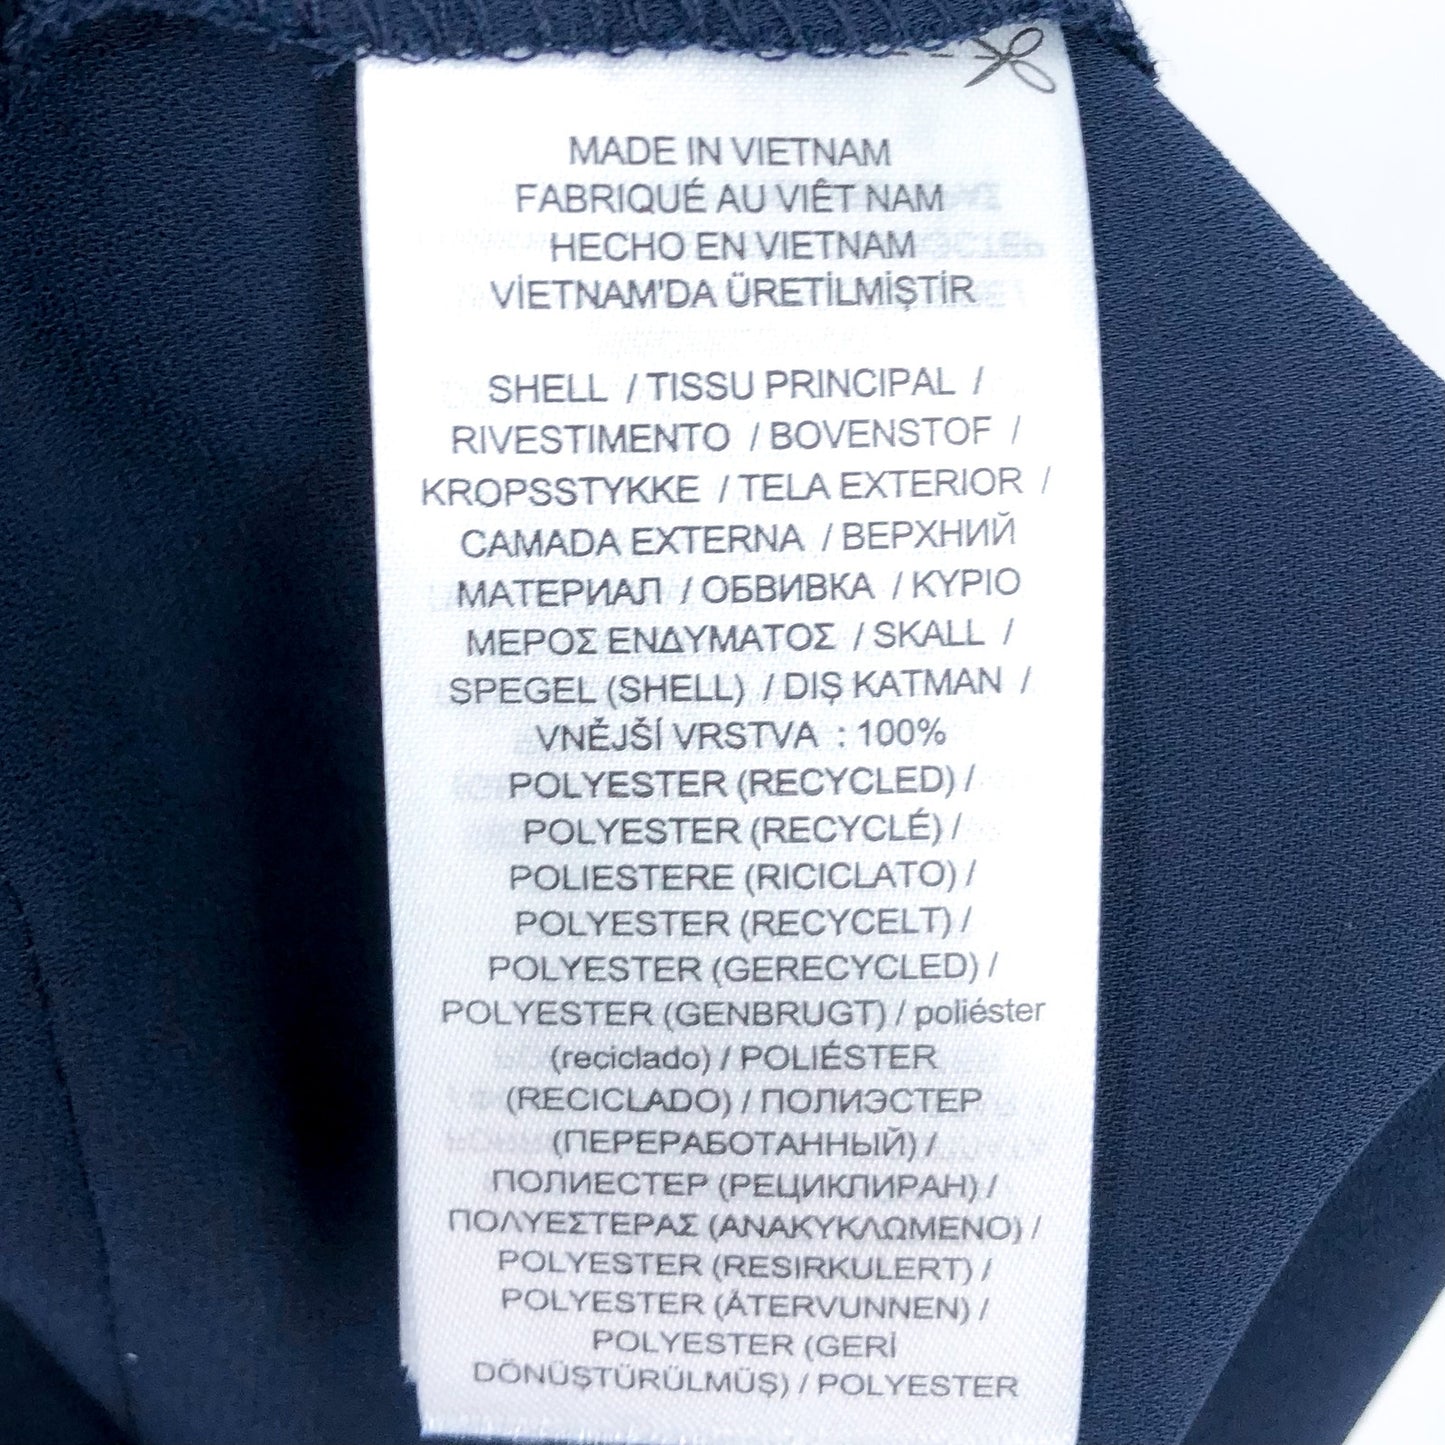 MADE IN VIETNAM
FABRIQUÉ AU VIÊT NAM
HECHO EN VIETNAM
VİETNAM'DA ÜRETİLMİŞTİR
SHELL / TISSU PRINCIPAL /
RIVESTIMENTO / BOVENSTOF /
KROPSSTYKKE / TELA EXTERIOR /
CAMADA EXTERNA / ВЕРХНИЙ
МАТЕРИАЛ / ОБВИВКА / ΚΥΡΙΟ
ΜΕΡΟΣ ΕΝΔΥΜΑΤΟΣ / SKALL /
SPEGEL (SHELL) / DIŞ KATMAN /
VNĚJŠÍ VRSTVA : 100%
POLYESTER (RECYCLED) /
POLYESTER (RECYCLÉ) /
POLIESTERE (RICICLATO) /
POLYESTER (RECYCELT) /
POLYESTER (GERECYCLED) /
POLYESTER (GENBRUGT) / poliéster
(reciclado) / POLIÉSTER
(RECICLADO) / ПОЛИЭСТЕР
(ПЕРЕРАБОТАННЫЙ) /
ПОЛИЕСТЕР (РЕЦИКЛИРАН) /
ΠΟΛΥΕΣΤΕΡΑΣ (ΑΝΑΚΥΚΛΩΜΕΝΟ) /
POLYESTER (RESIRKULERT) /
POLYESTER (ÅTERVUNNEN) /
POLYESTER (GERİ
DÖNÜŞTÜRÜLMÜŞ) / POLYESTER